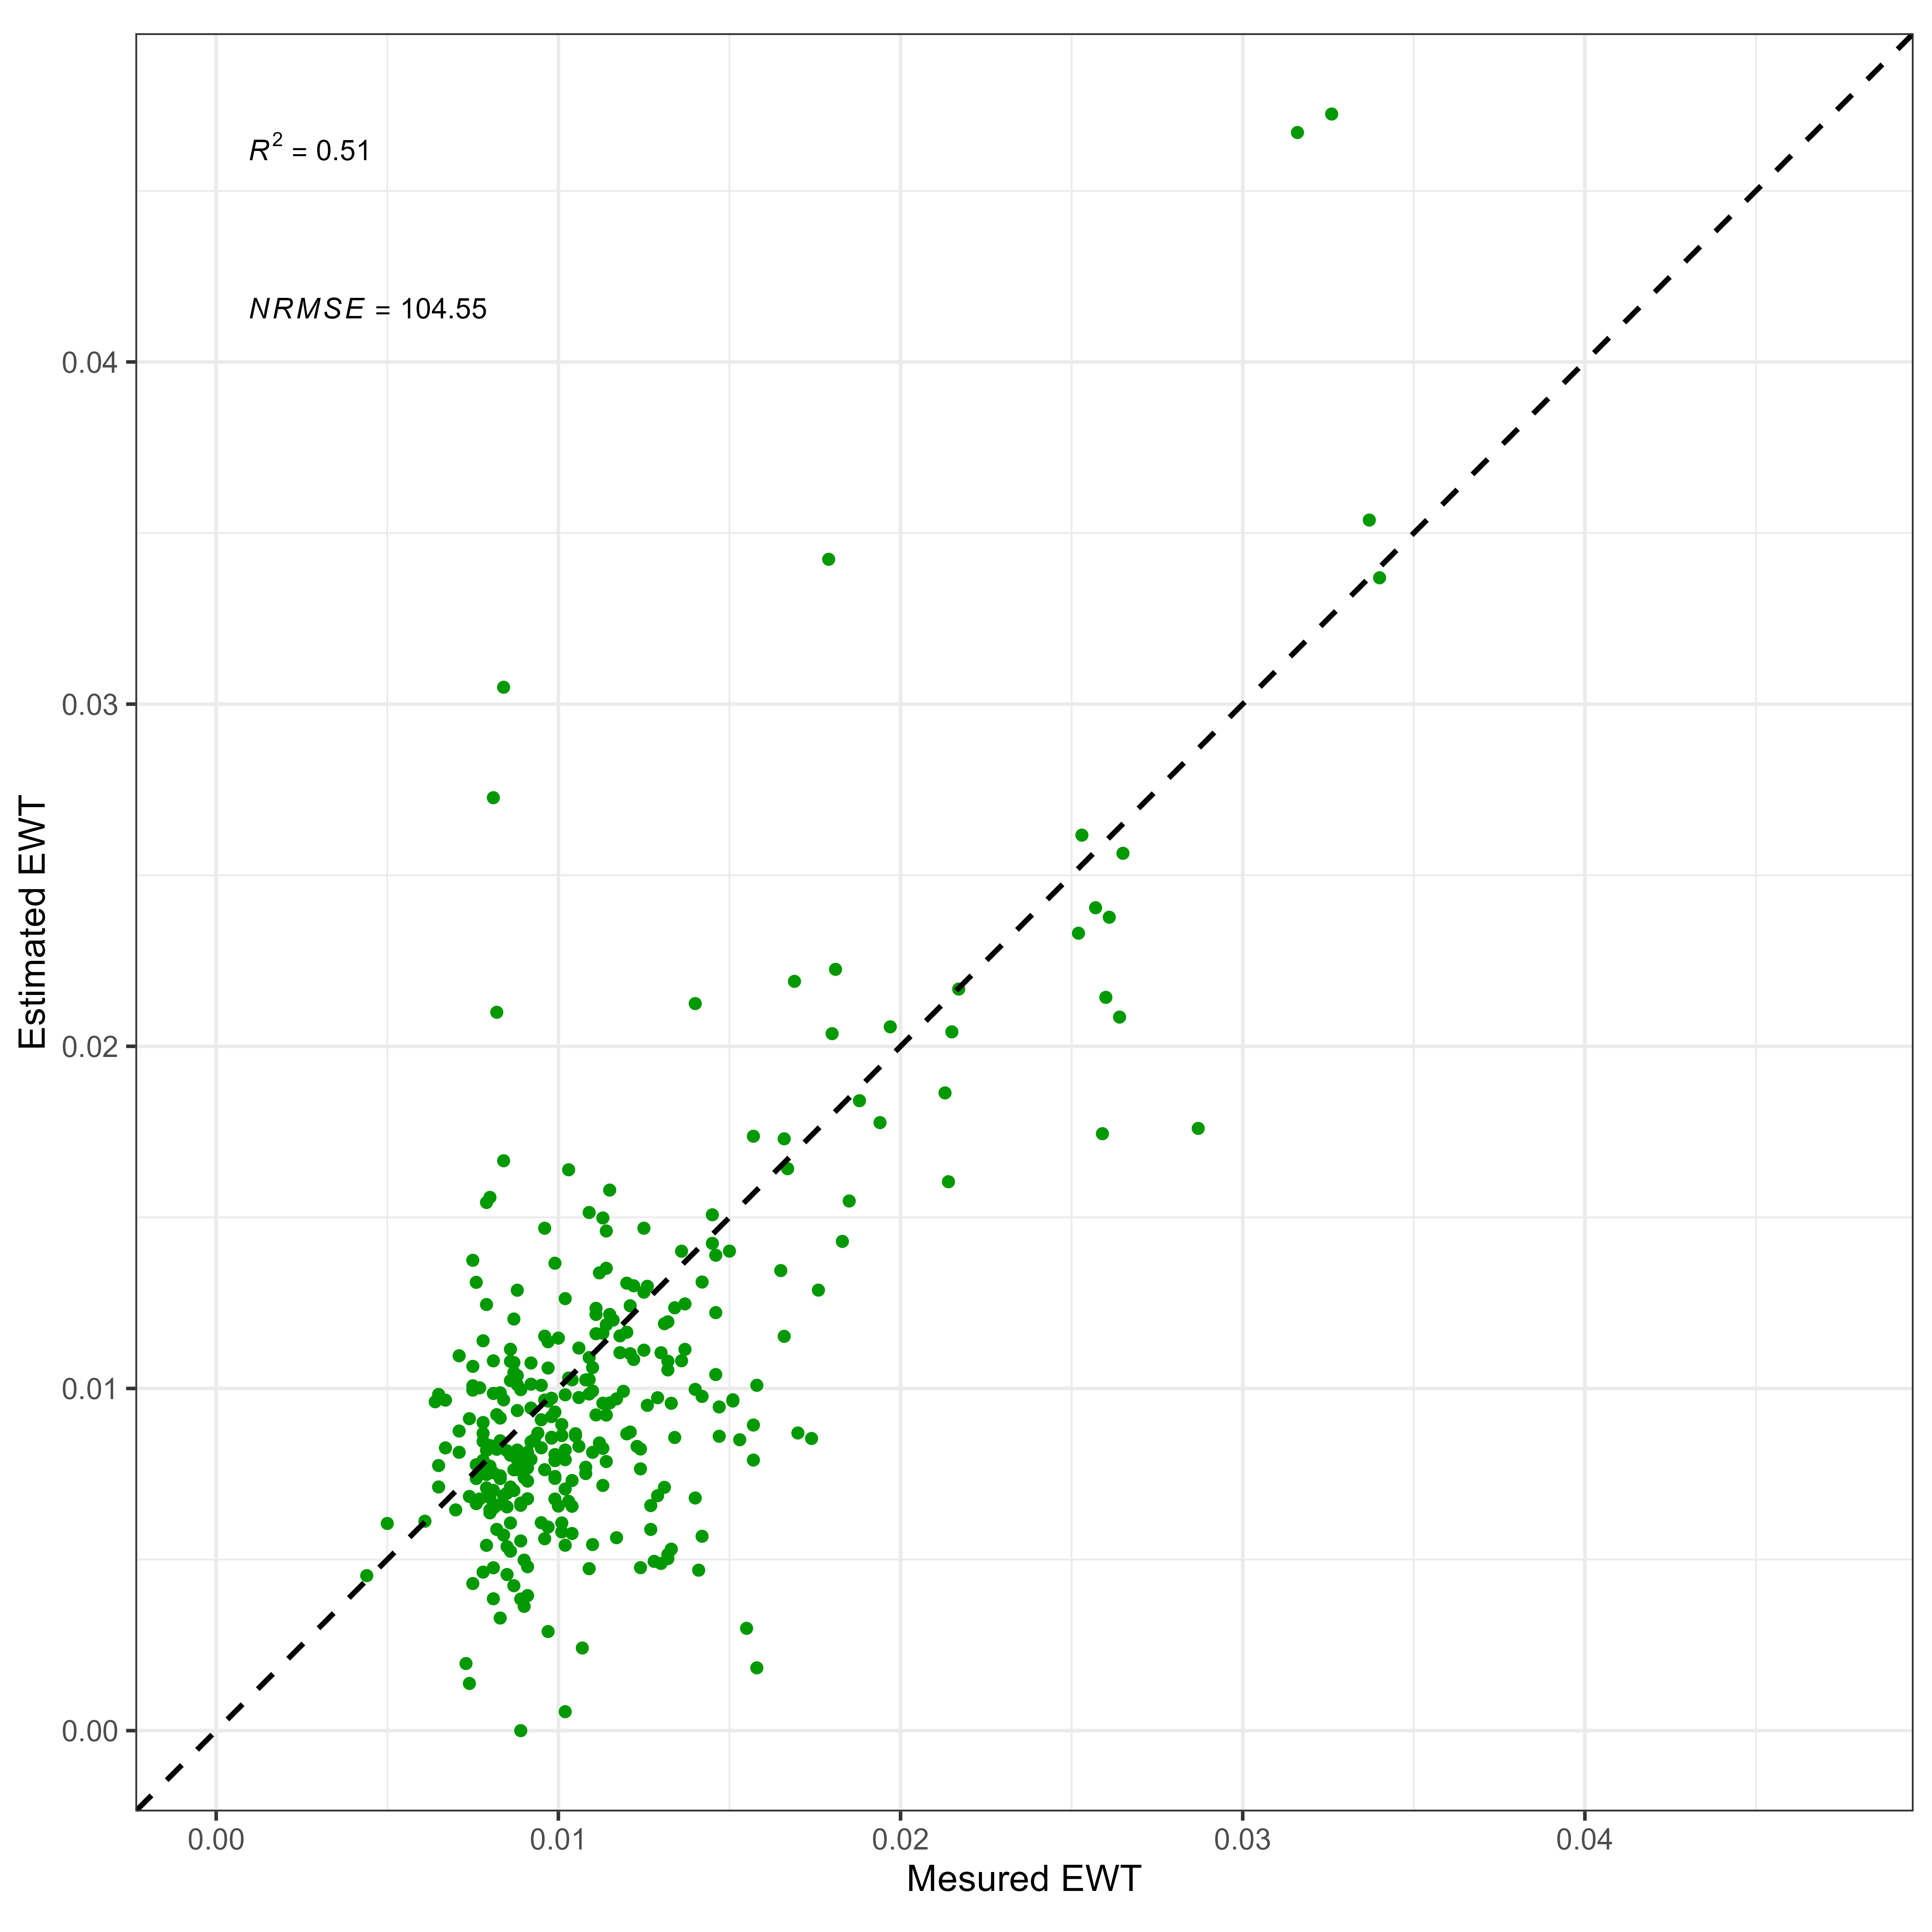 R² = 0.51
NRMSE = 104.55
0.04
0.03
0.02
0.01
0.00
Estimated EWT
0.00 0.01 0.02 0.03 0.04
Mesured EWT